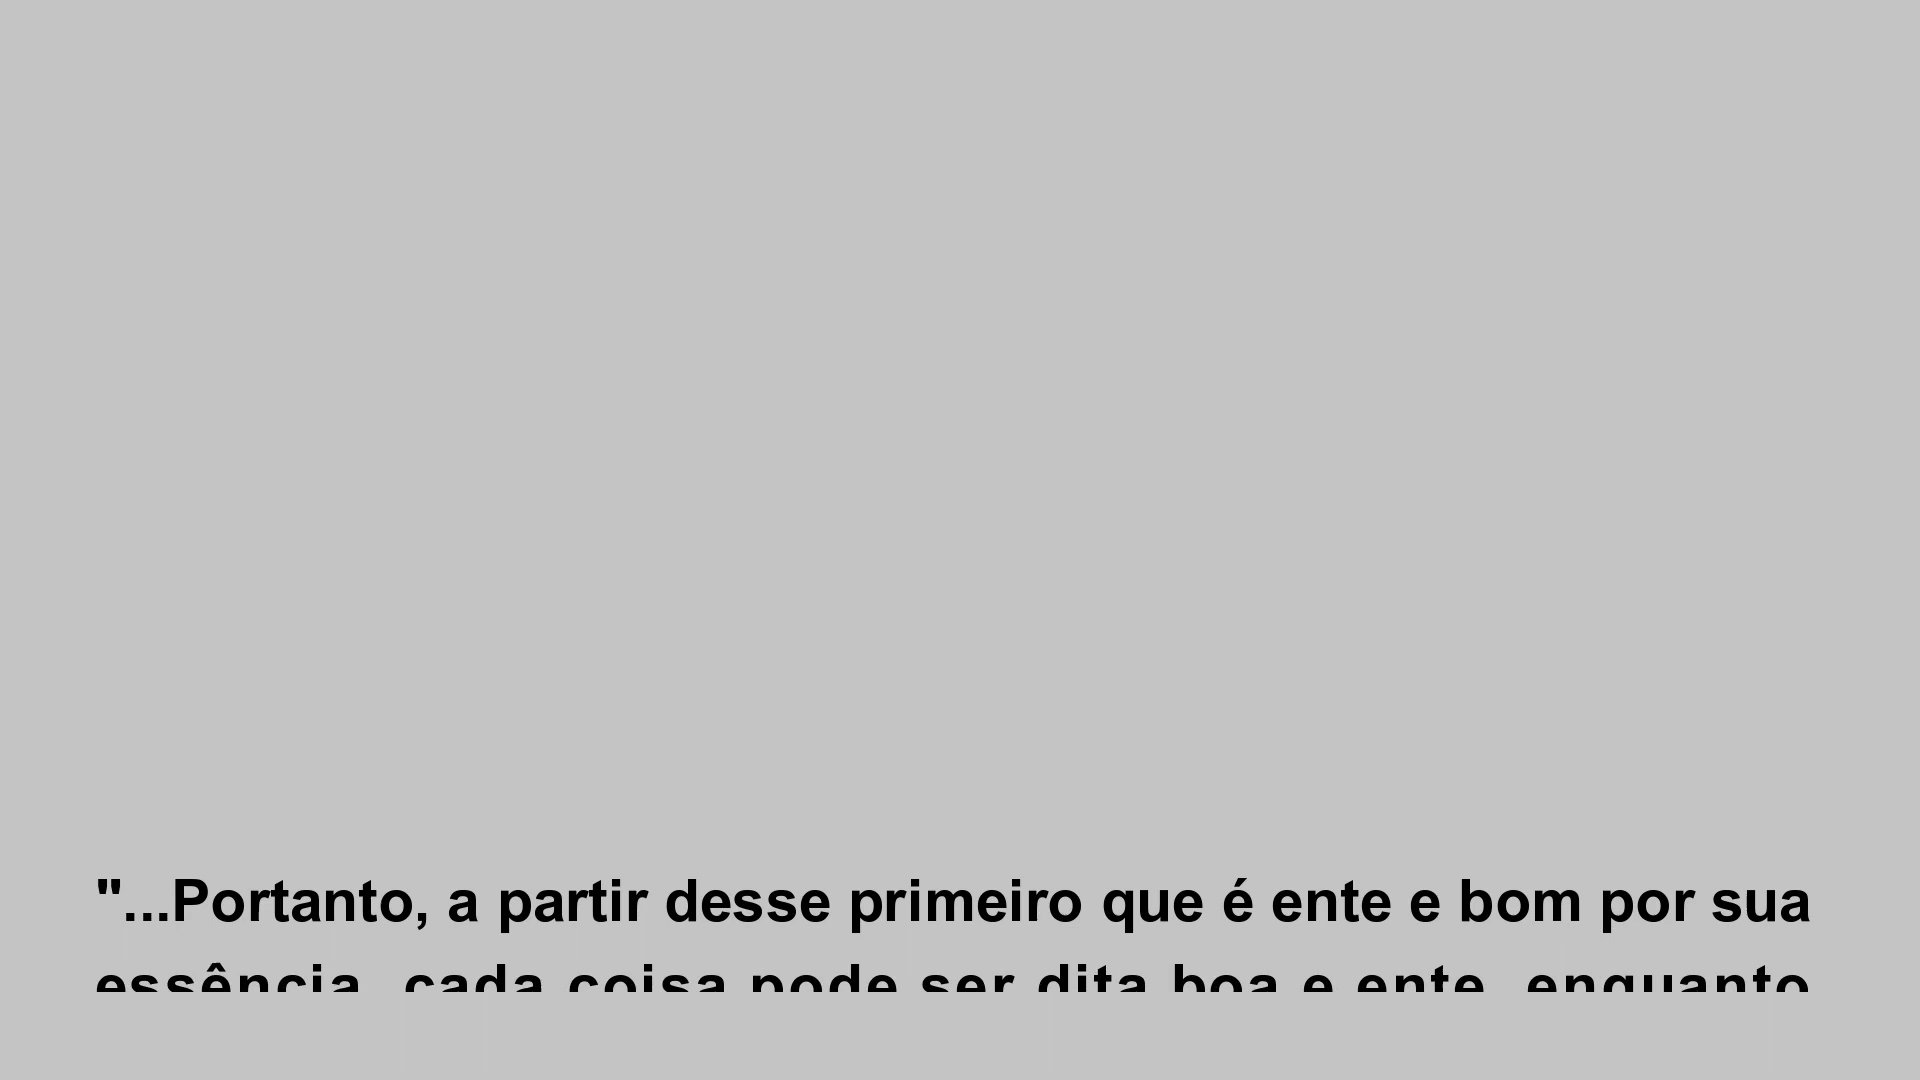 "...Portanto, a partir desse primeiro que é ente e bom por sua
essência, cada coisa pode ser dita boa e ente, enquanto